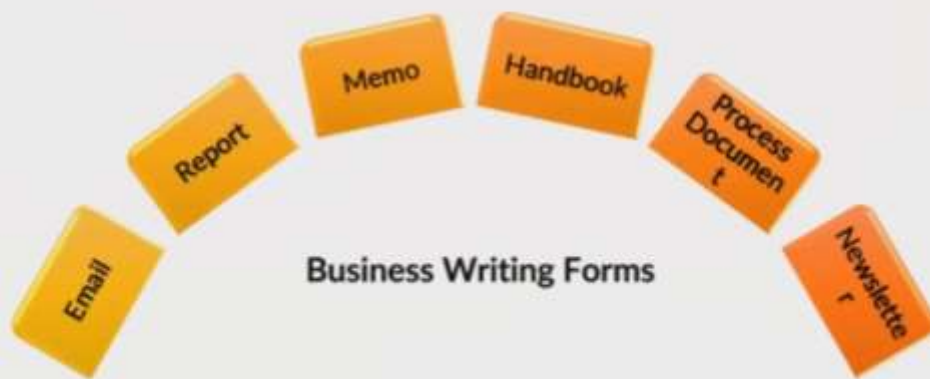 Email
Report
Memo
Handbook
Process
Documen
t
Newslette
r
Business Writing Forms